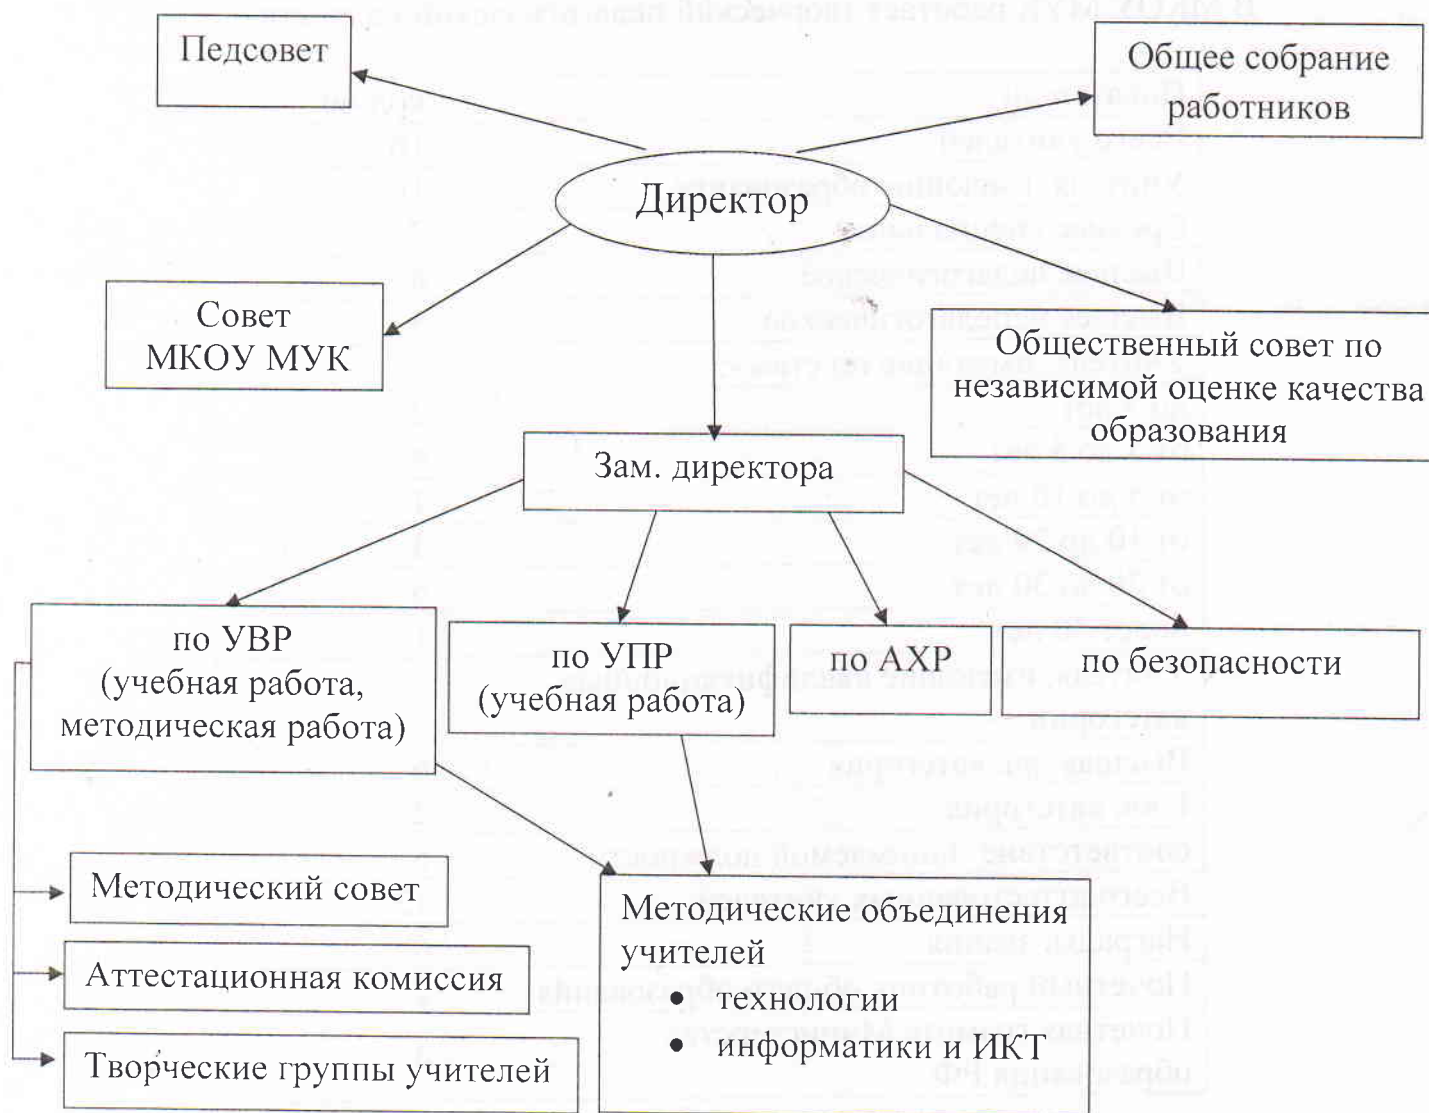 Педсовет
Общее собрание
работников
Директор
Совет
МКОУ МУК
Общественный совет по
независимой оценке качества
образования
Зам. директора
по УВР
(учебная работа,
методическая работа)
по УПР
(учебная работа)
по АХР
по безопасности
Методический совет
Аттестационная комиссия
Творческие группы учителей
Методические объединения
учителей
• технологии
• информатики и ИКТ